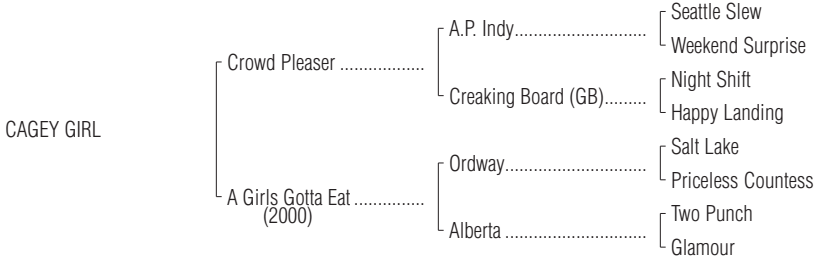 Seattle Slew
A.P. Indy............................
Weekend Surprise
Crowd Pleaser ..................
Night Shift
Creaking Board (GB).........
Happy Landing
CAGEY GIRL
Salt Lake
Ordway..............................
Priceless Countess
A Girls Gotta Eat ...............
(2000)
Two Punch
Alberta ..............................
Glamour